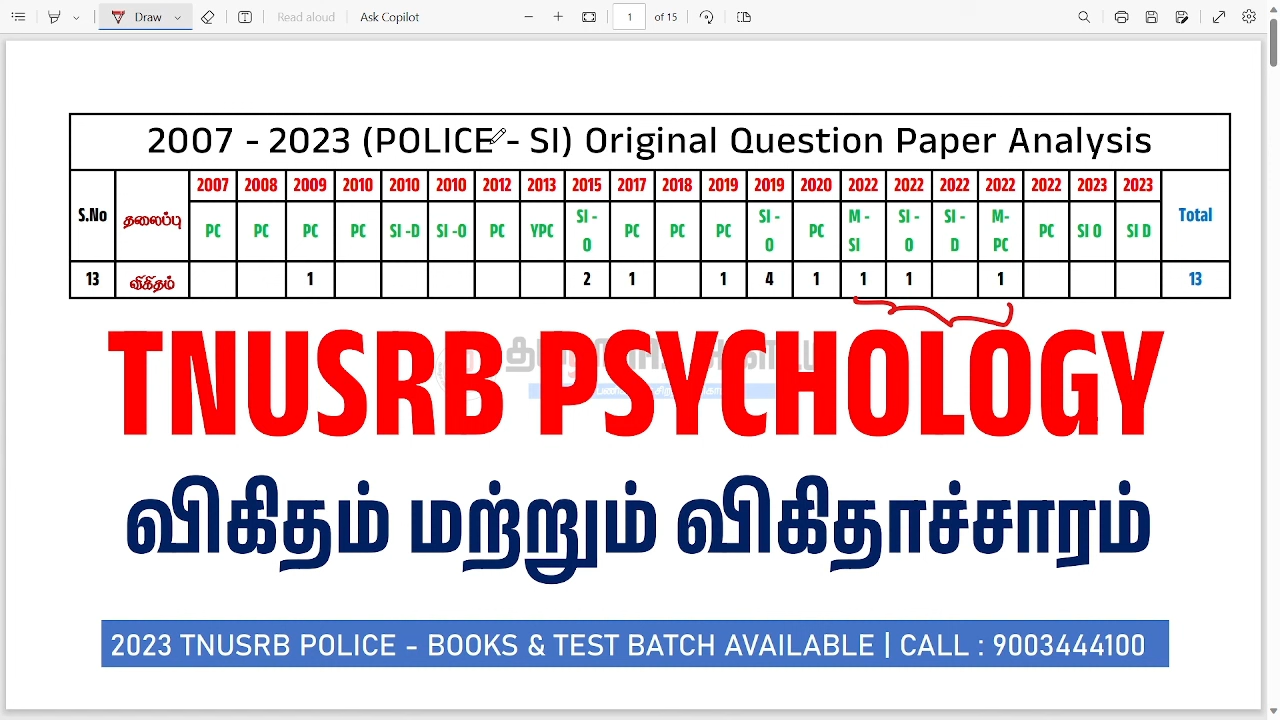 Draw Read aloud Ask Copilot 1 of 15
2007 - 2023 (POLICE - SI) Original Question Paper Analysis
S.No தலைப்பு 2007 2008 2009 2010 2010 2010 2012 2013 2015 2017 2018 2019 2019 2020 2022 2022 2022 2022 2022 2023 2023 Total
PC PC PC PC SI -D SI -O PC YPC SI - O PC PC PC SI - O PC M - SI SI - O SI - D M- PC PC SI O SI D
13 விகிதம் 1 2 1 1 4 1 1 1 1 13
TNUSRB PSYCHOLOGY
விகிதம் மற்றும் விகிதாச்சாரம்
2023 TNUSRB POLICE - BOOKS & TEST BATCH AVAILABLE | CALL : 9003444100